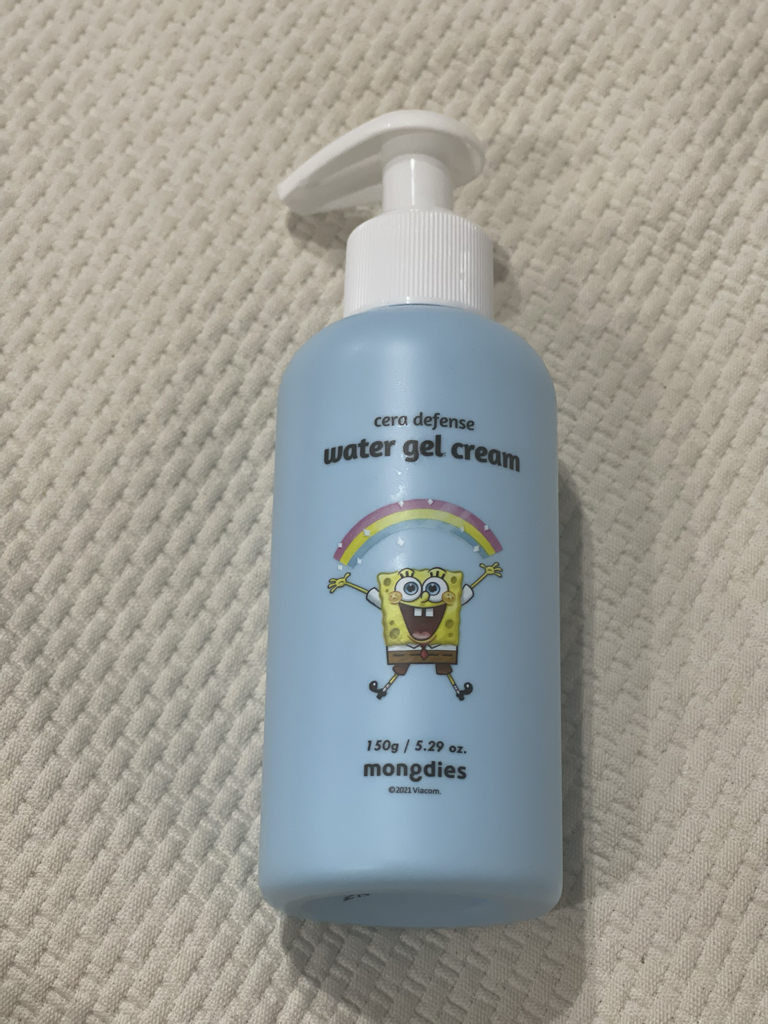 cera defense
water gel cream
150g / 5.29 oz.
mongdies
©2021 Viacom.